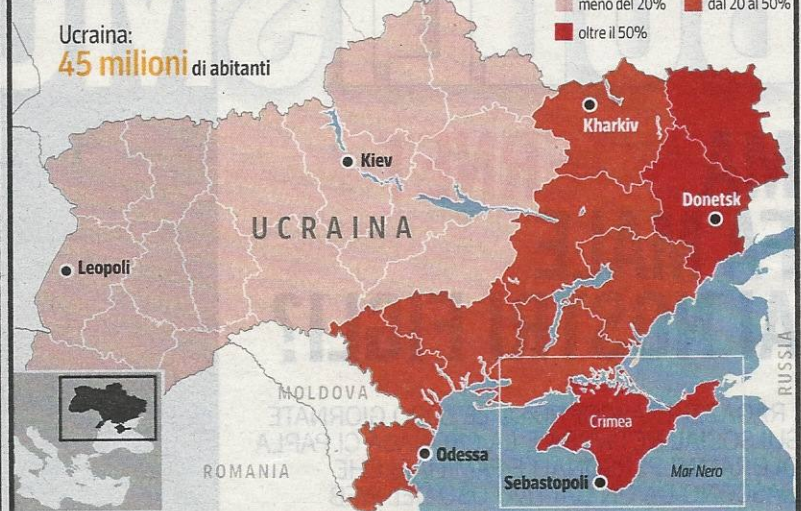 meno del 20%
dal 20 al 50%
oltre il 50%
Ucraina:
45 milioni di abitanti
Kharkiv
Kiev
Donetsk
UCRAINA
Leopoli
RUSSIA
MOLDOVA
Crimea
Odessa
ROMANIA
Mar Nero
Sebastopoli